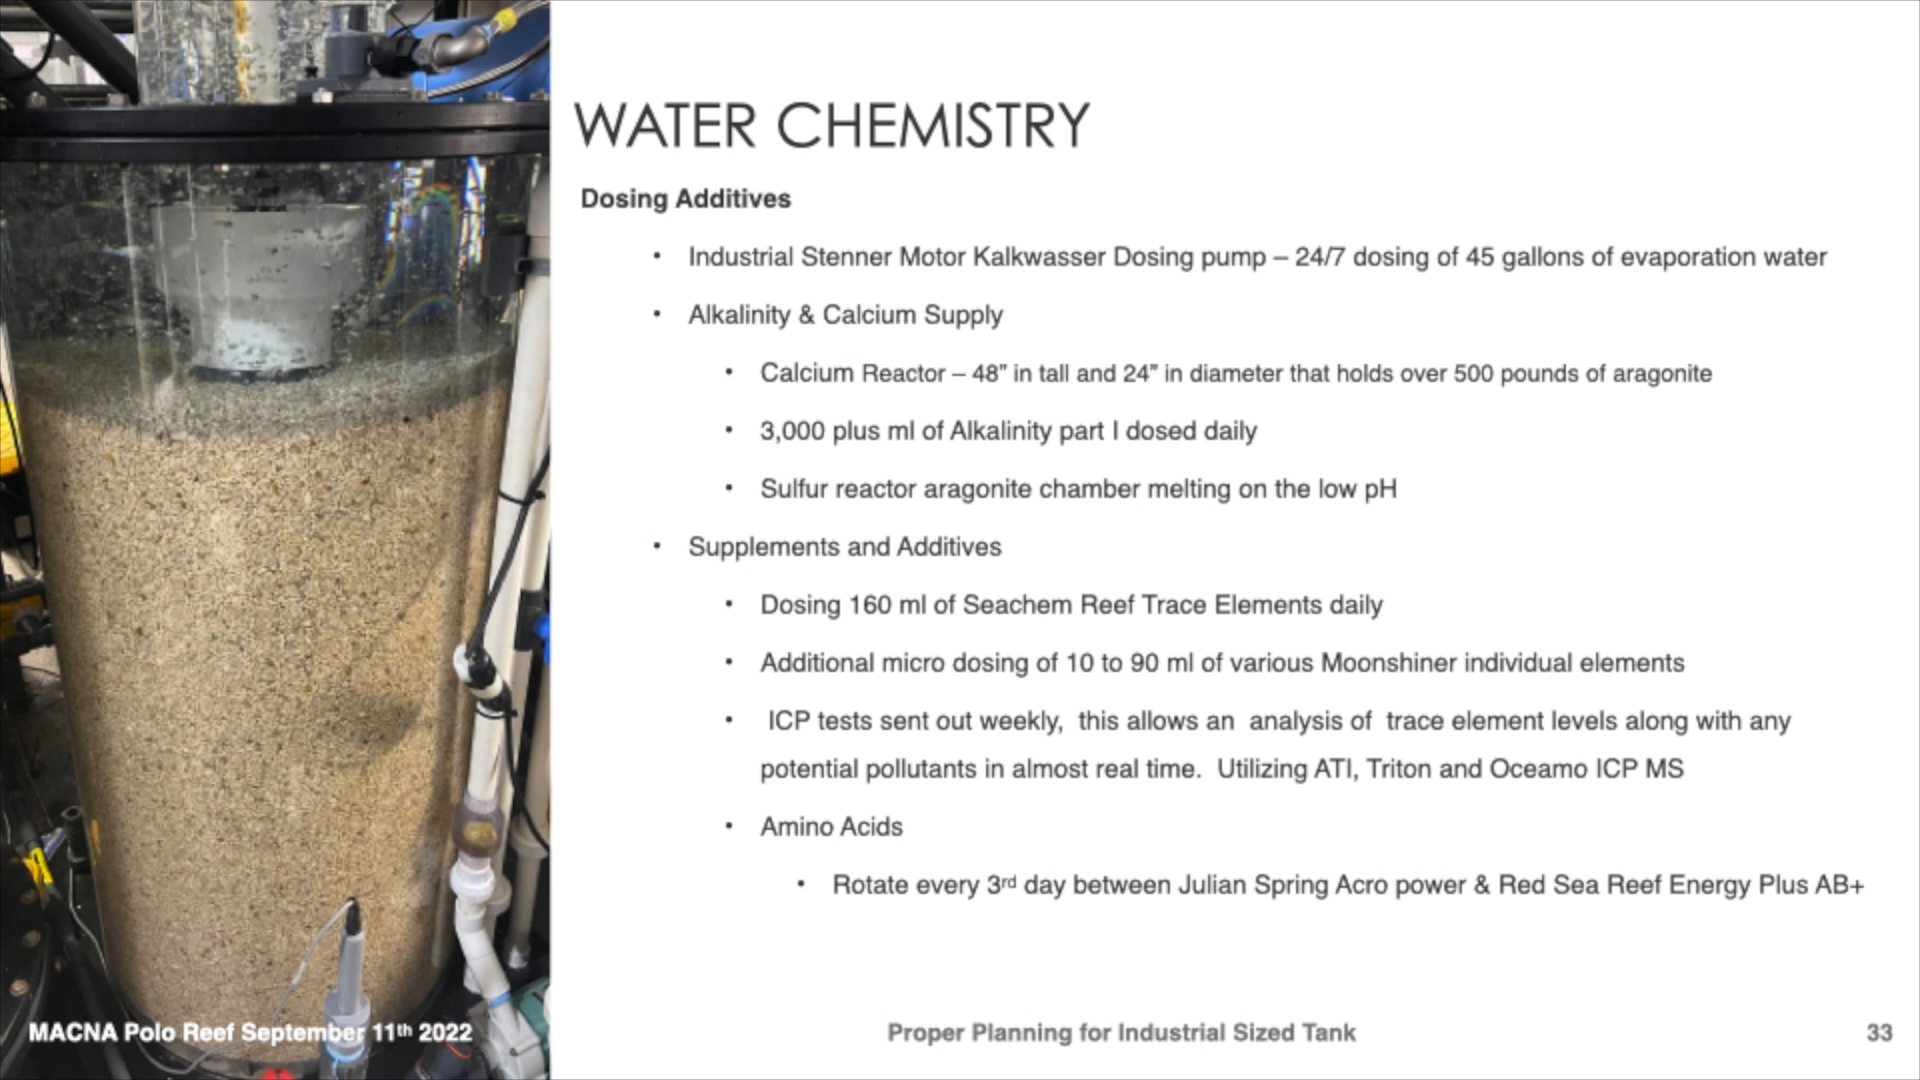 WATER CHEMISTRY
Dosing Additives
• Industrial Stenner Motor Kalkwasser Dosing pump – 24/7 dosing of 45 gallons of evaporation water
• Alkalinity & Calcium Supply
• Calcium Reactor – 48” in tall and 24” in diameter that holds over 500 pounds of aragonite
• 3,000 plus ml of Alkalinity part I dosed daily
• Sulfur reactor aragonite chamber melting on the low pH
• Supplements and Additives
• Dosing 160 ml of Seachem Reef Trace Elements daily
• Additional micro dosing of 10 to 90 ml of various Moonshiner individual elements
• ICP tests sent out weekly, this allows an analysis of trace element levels along with any
potential pollutants in almost real time. Utilizing ATI, Triton and Oceamo ICP MS
• Amino Acids
• Rotate every 3rd day between Julian Spring Acro power & Red Sea Reef Energy Plus AB+
MACNA Polo Reef September 11th 2022
Proper Planning for Industrial Sized Tank
33